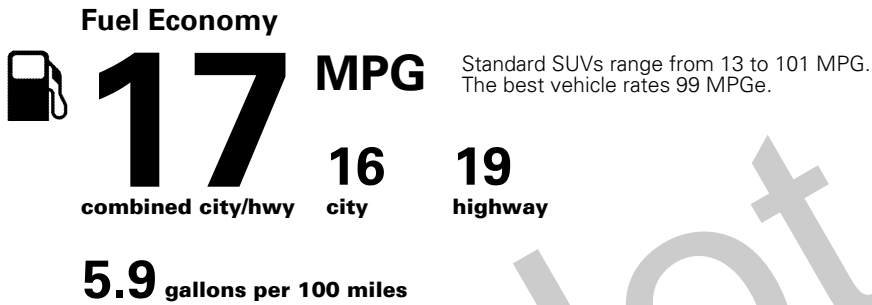 Fuel Economy
17 MPG
Standard SUVs range from 13 to 101 MPG.
The best vehicle rates 99 MPGe.
16 19
combined city/hwy city highway
5.9 gallons per 100 miles